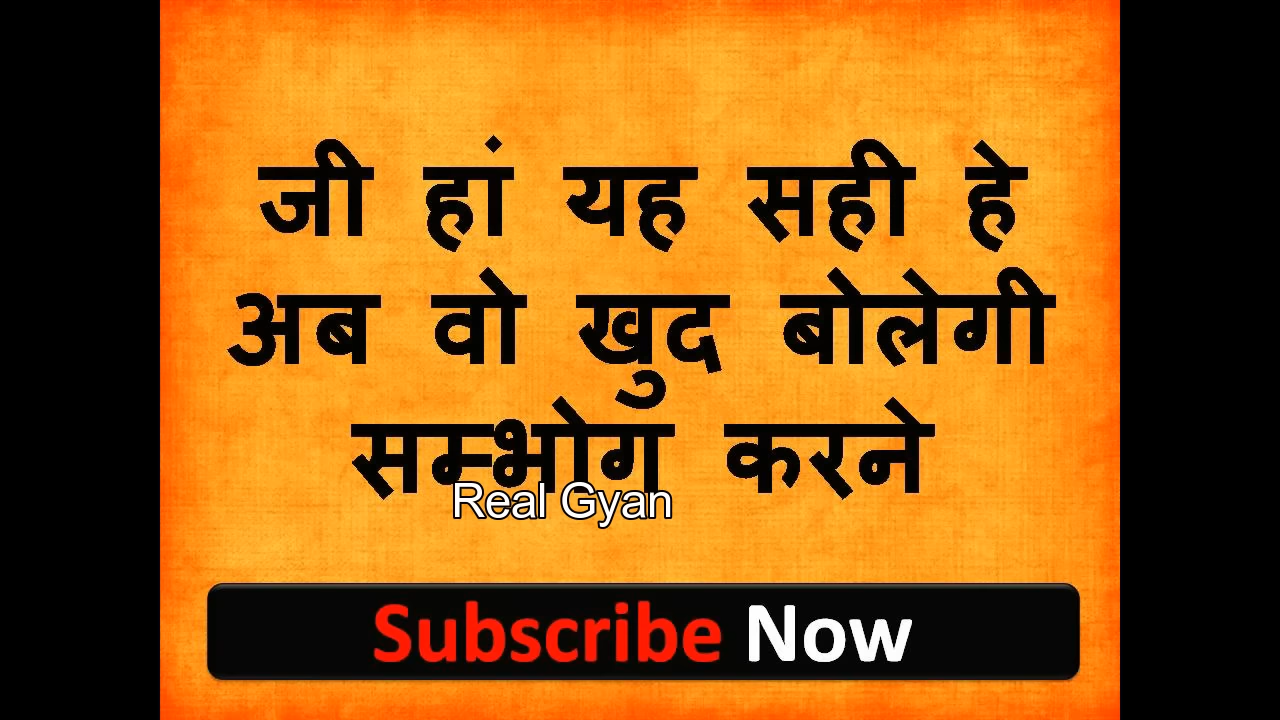 जी हां यह सही हे
अब वो खुद बोलेगी
सम्भोग करने
Real Gyan
Subscribe Now